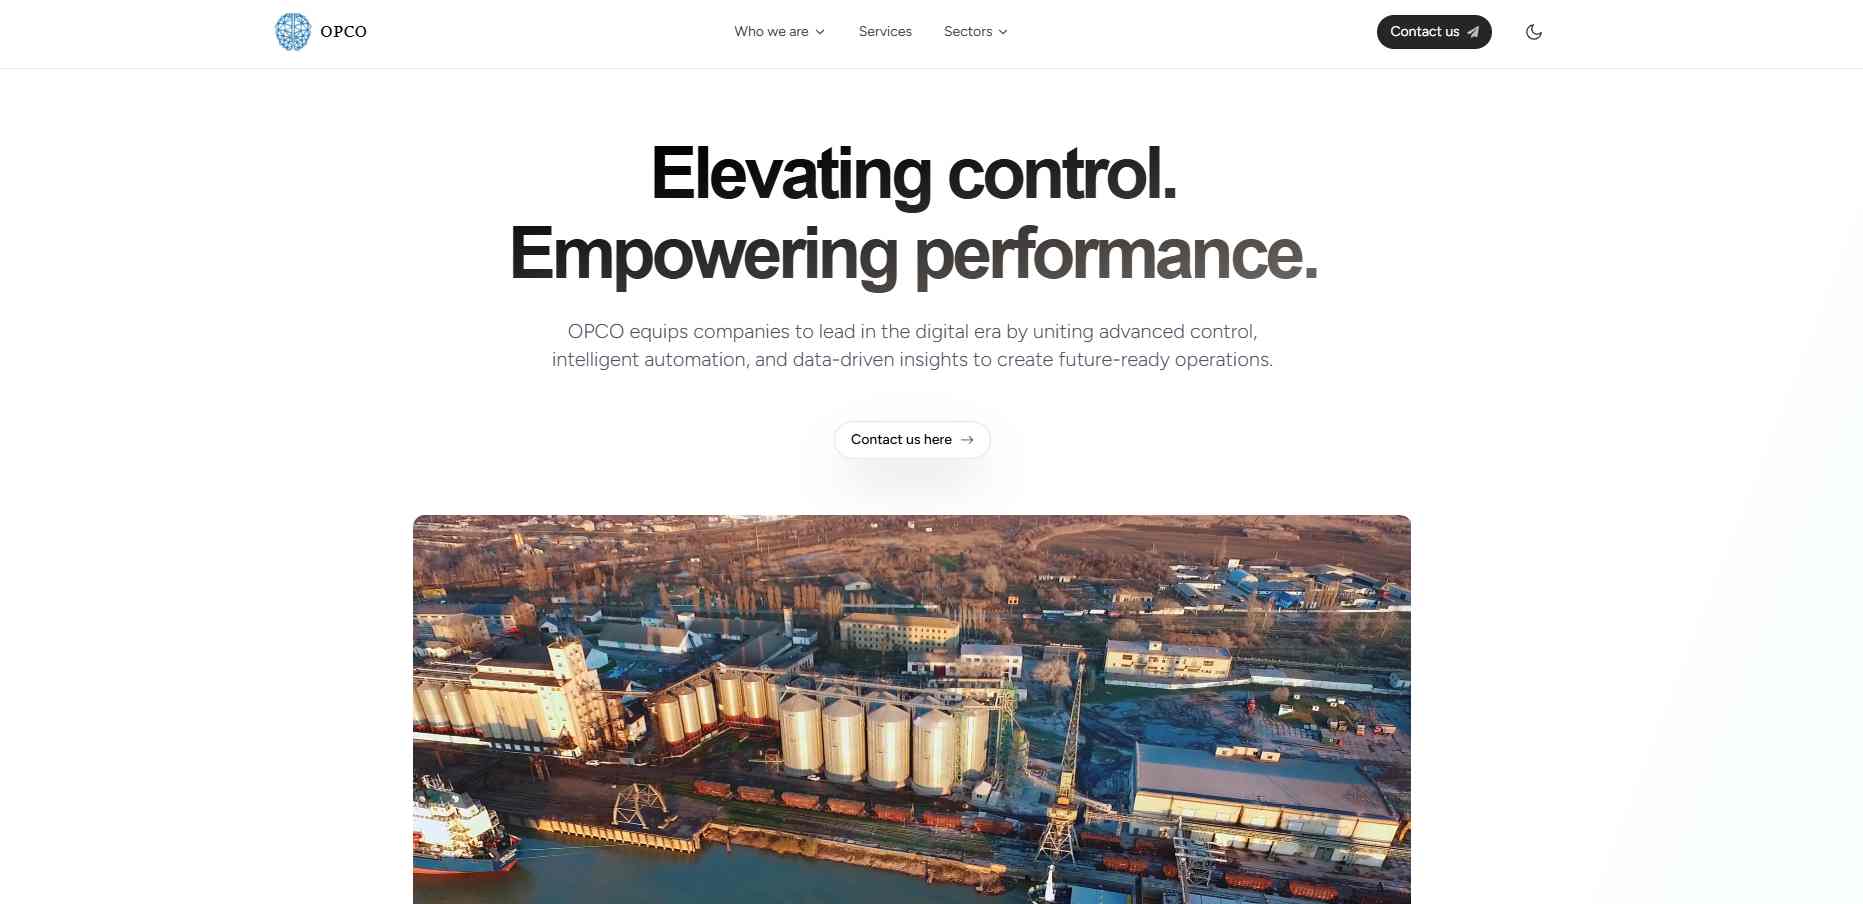 OPCO
Who we are
Services
Sectors
Contact us
Elevating control.
Empowering performance.
OPCO equips companies to lead in the digital era by uniting advanced control,
intelligent automation, and data-driven insights to create future-ready operations.
Contact us here